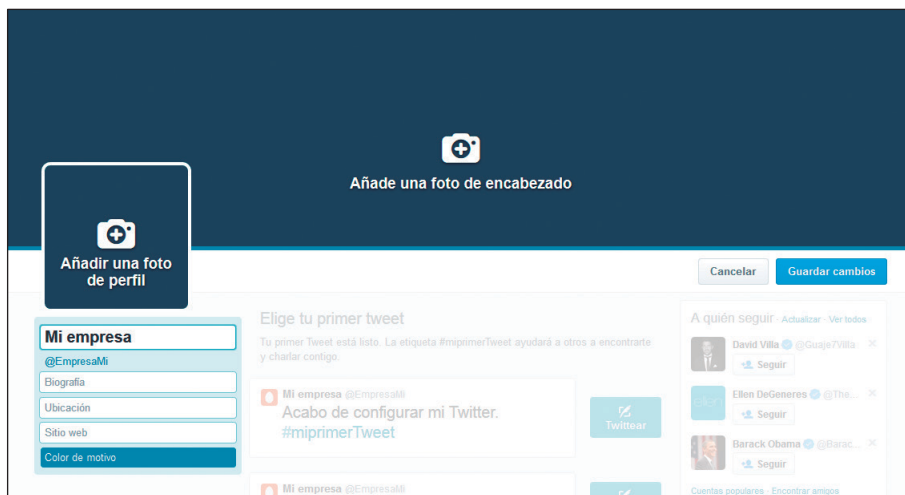 Añade una foto de encabezado
Añadir una foto
de perfil
Cancelar
Guardar cambios
Mi empresa
@EmpresaMi
Biografía
Ubicación
Sitio web
Color de motivo
Elige tu primer tweet
Tu primer Tweet está listo. La etiqueta #miprimerTweet ayudará a otros a encontrarte
y charlar contigo.
Mi empresa @EmpresaMi
Acabo de configurar mi Twitter.
#miprimerTweet
Twittear
Mi empresa @EmpresaMi
A quién seguir · Actualizar · Ver todos
David Villa @Guaje7Villa ×
Seguir
ellen
Ellen DeGeneres @The... ×
Seguir
Barack Obama @Barac... ×
Seguir
Cuentas populares · Encontrar amigos